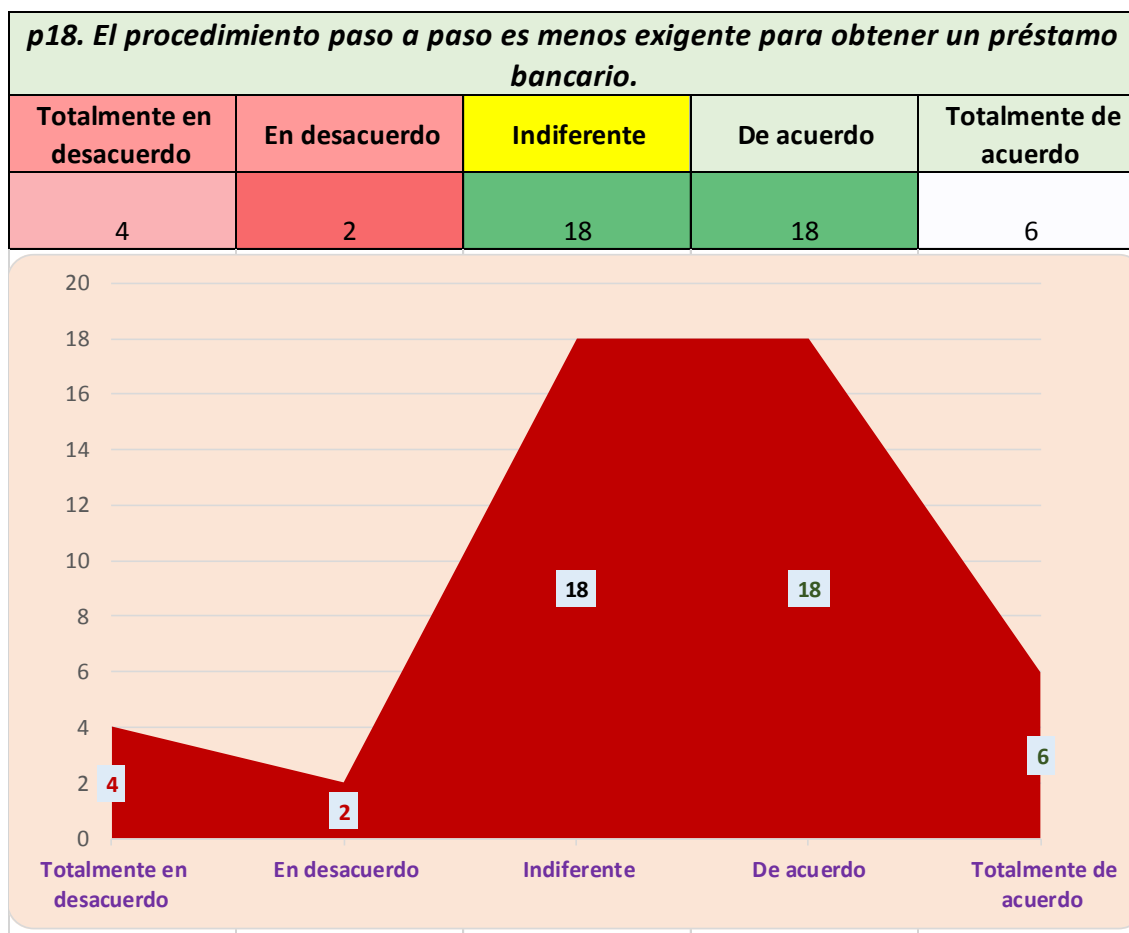 p18. El procedimiento paso a paso es menos exigente para obtener un préstamo
bancario.
Totalmente en
desacuerdo
En desacuerdo
Indiferente
De acuerdo
Totalmente de
acuerdo
4
2
18
18
6
20
18
16
14
12
10
8
6
4
2
0
4
2
18
18
6
Totalmente en
desacuerdo
En desacuerdo
Indiferente
De acuerdo
Totalmente de
acuerdo